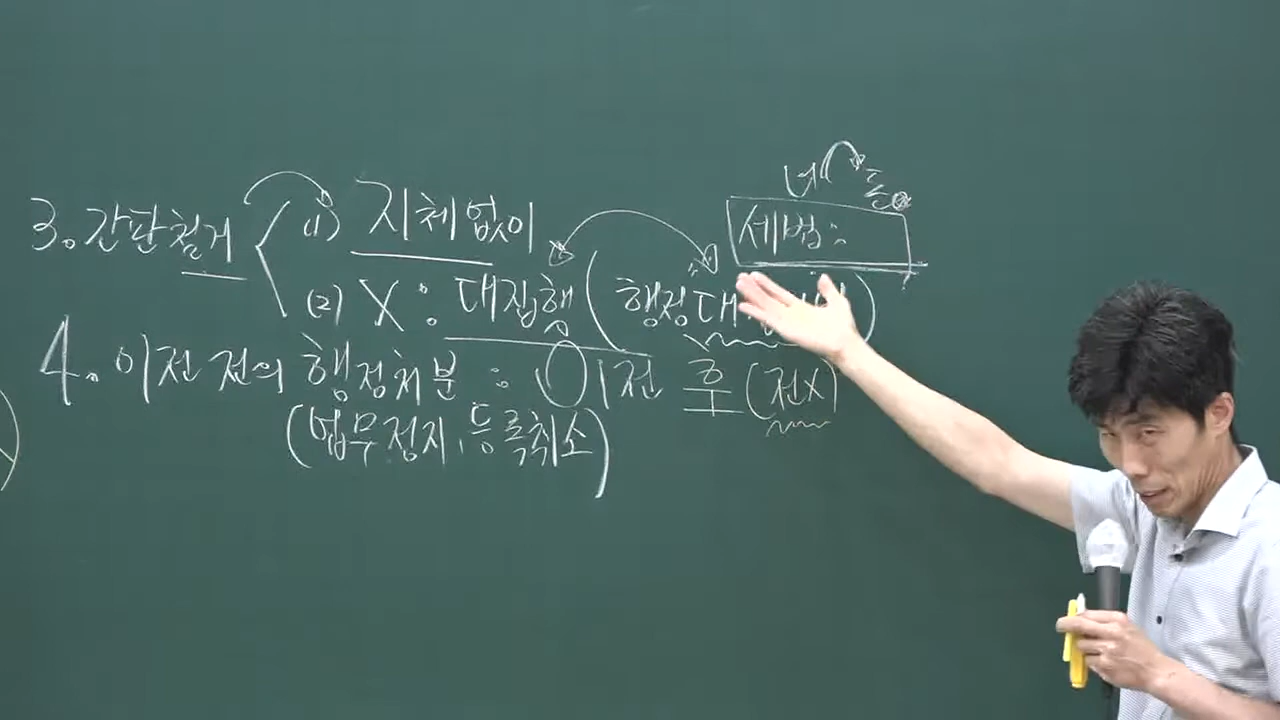 3. 간판철거
(1) 지체없이
(2) X : 대집행 (행정대
세법:
4. 이전 전의 행정처분 : 이전 후 (전X)
(업무정지, 등록취소)